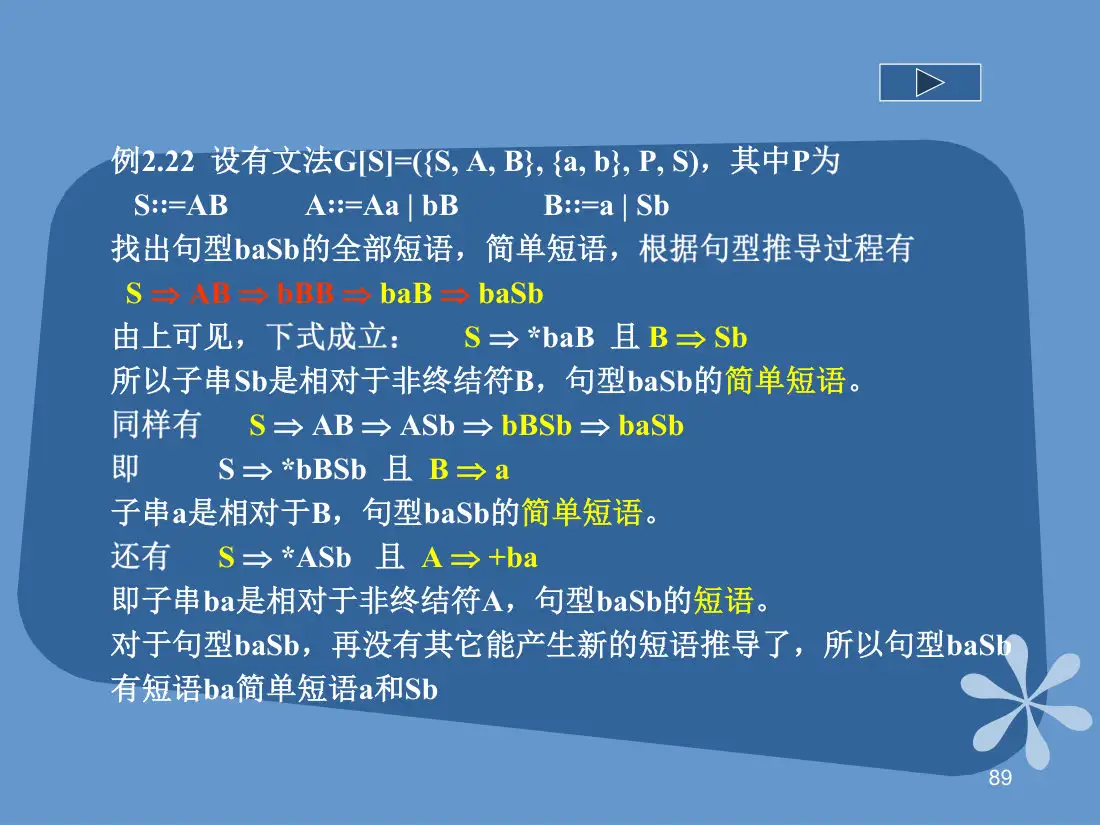 例2.22 设有文法G[S]=({S, A, B}, {a, b}, P, S)，其中P为
S::=AB A::=Aa | bB B::=a | Sb
找出句型baSb的全部短语，简单短语，根据句型推导过程有
S ⇒ AB ⇒ bBB ⇒ baB ⇒ baSb
由上可见，下式成立： S ⇒ *baB 且 B ⇒ Sb
所以子串Sb是相对于非终结符B，句型baSb的简单短语。
同样有 S ⇒ AB ⇒ ASb ⇒ bBSb ⇒ baSb
即 S ⇒ *bBSb 且 B ⇒ a
子串a是相对于B，句型baSb的简单短语。
还有 S ⇒ *ASb 且 A ⇒ +ba
即子串ba是相对于非终结符A，句型baSb的短语。
对于句型baSb，再没有其它能产生新的短语推导了，所以句型baSb
有短语ba简单短语a和Sb
89